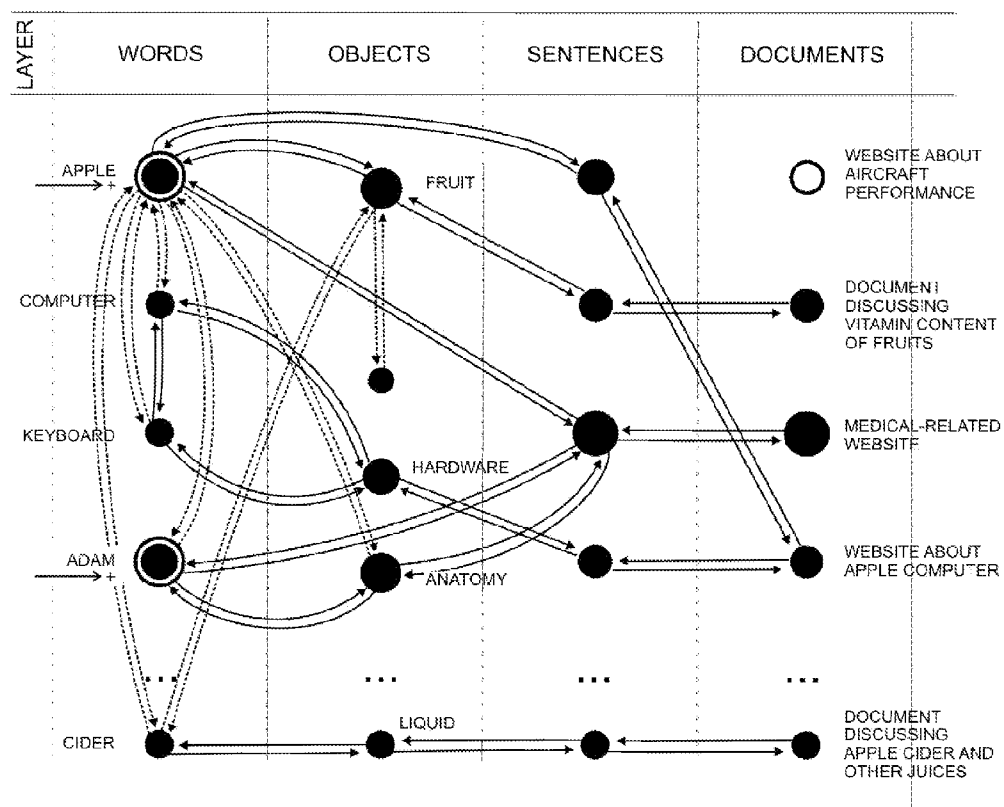 LAYER
WORDS
OBJECTS
SENTENCES
DOCUMENTS
APPLE
+
FRUIT
WEBSITE ABOUT
AIRCRAFT
PERFORMANCE
COMPUTER
DOCUMENT
DISCUSSING
VITAMIN CONTENT
OF FRUITS
KEYBOARD
HARDWARE
MEDICAL-RELATED
WEBSITE
ADAM
+
ANATOMY
WEBSITE ABOUT
APPLE COMPUTER
... ... ... ...
CIDER
LIQUID
DOCUMENT
DISCUSSING
APPLE CIDER AND
OTHER JUICES